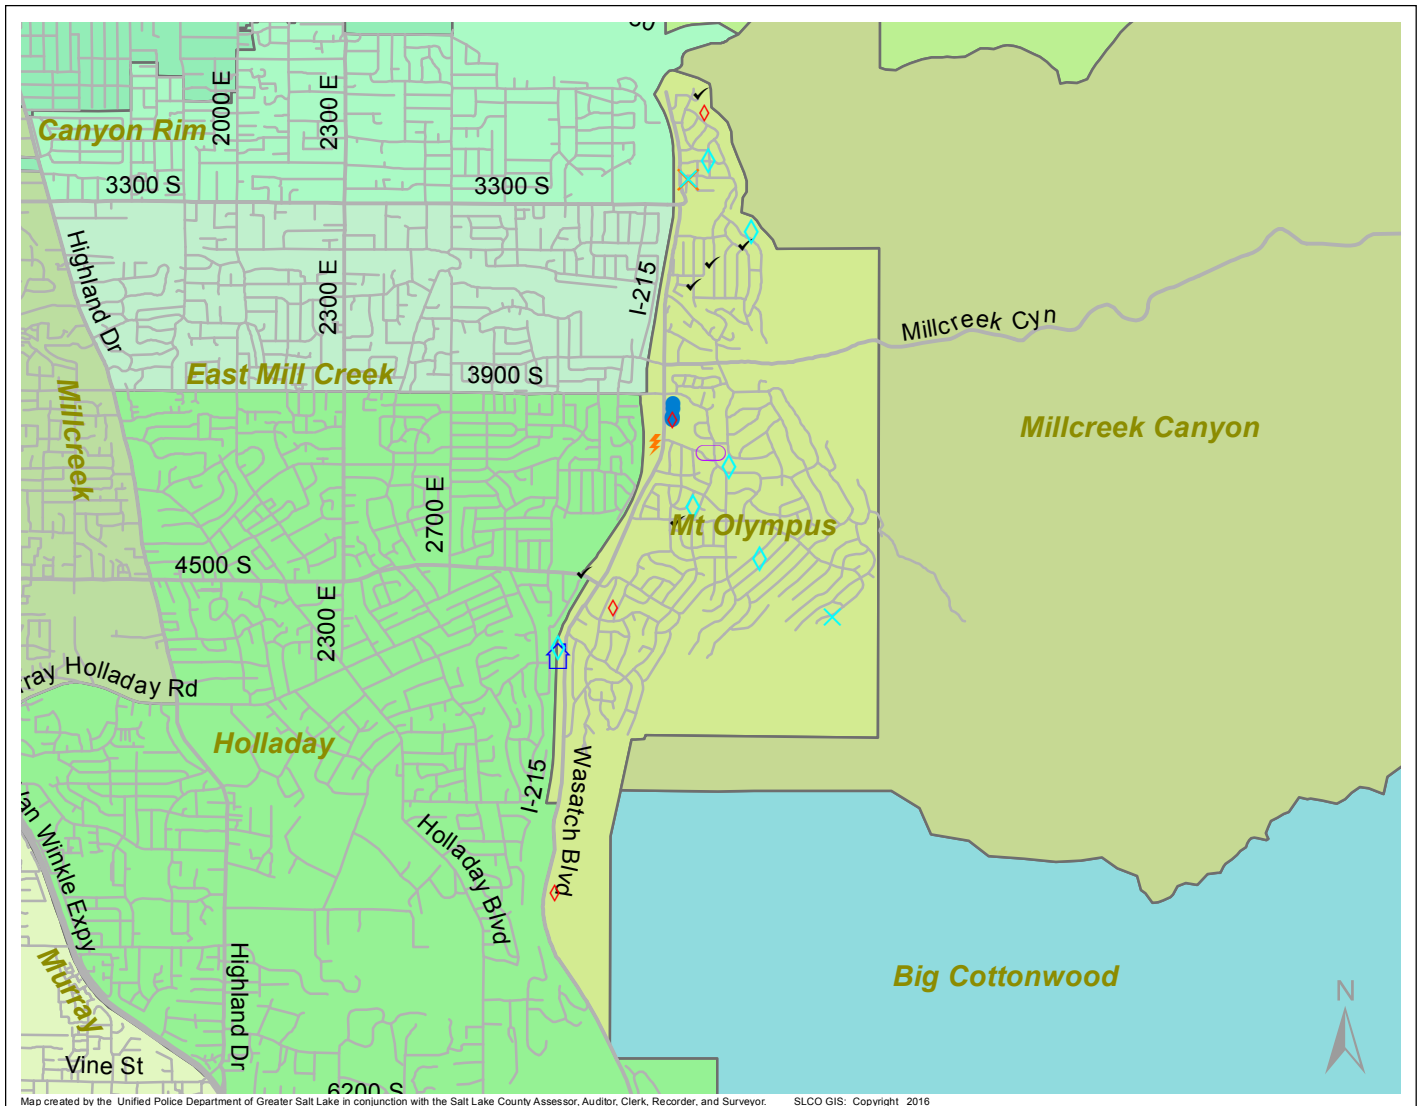 2000 E
2300 E
Canyon Rim
3300 S
3300 S
Highland Dr
2300 E
I-215
Millcreek Cyn
East Mill Creek
3900 S
Millcreek
Millcreek Canyon
2700 E
Mt Olympus
4500 S
2300 E
Holladay Rd
Holladay
I-215
Wasatch Blvd
Winkle Expy
Holladay Blvd
Murray
Highland Dr
Big Cottonwood
N
Vine St
6200 S
Map created by the Unified Police Department of Greater Salt Lake in conjunction with the Salt Lake County Assessor, Auditor, Clerk, Recorder, and Surveyor. SLCO GIS: Copyright 2016